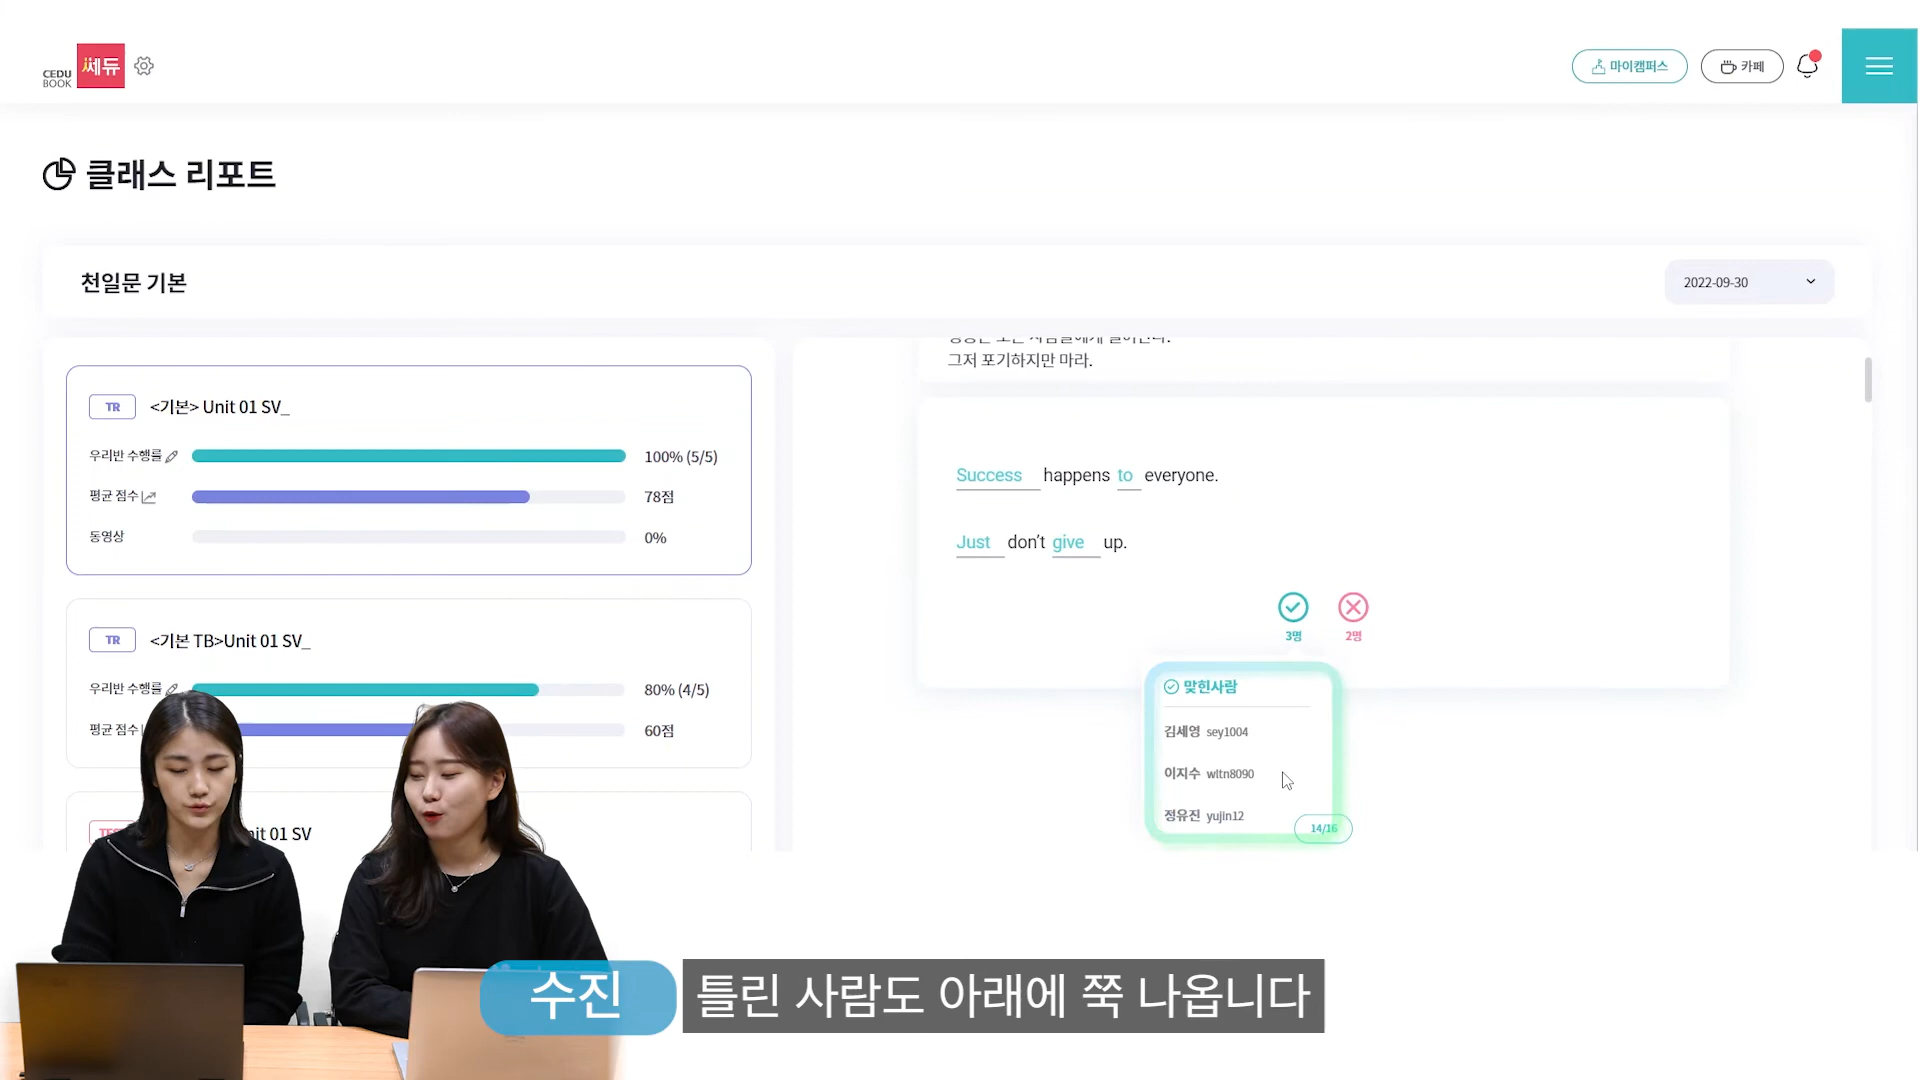 CEDU
BOOK
쎄듀
마이캠퍼스
카페
클래스 리포트
천일문 기본
2022-09-30
TR
<기본> Unit 01 SV_
우리반 수행률
100% (5/5)
평균 점수
78점
동영상
0%
TR
<기본 TB>Unit 01 SV_
우리반 수행률
80% (4/5)
평균 점수
60점
01 SV
그저 포기하지만 마라.
Success happens to everyone.
Just don't give up.
3명
2명
맞힌사람
김세영 sey1004
이지수 wltn8090
정유진 yujin12
14/16
수진
틀린 사람도 아래에 쭉 나옵니다